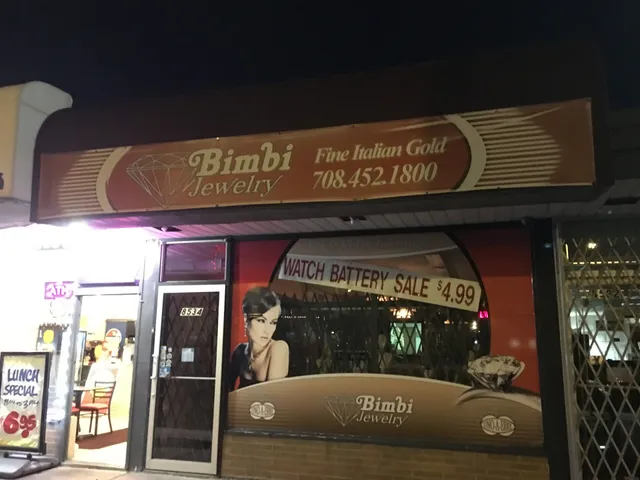 Bimbi
Jewelry
Fine Italian Gold
708.452.1800
WATCH BATTERY SALE $4.99
8534
LUNCH
SPECIAL
6.95
Bimbi
Jewelry